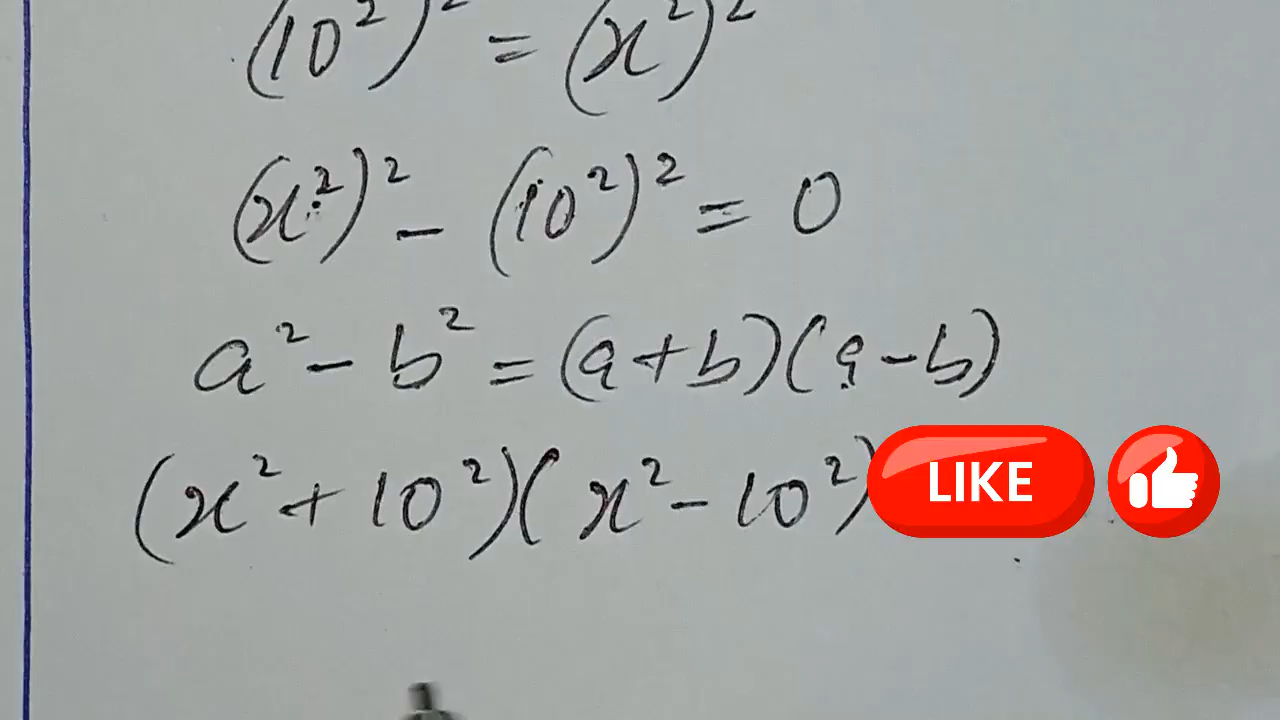 (10²)² = (x²)²
(x²)² - (10²)² = 0
a² - b² = (a+b)(a-b)
(x² + 10²)(x² - 10²)
LIKE